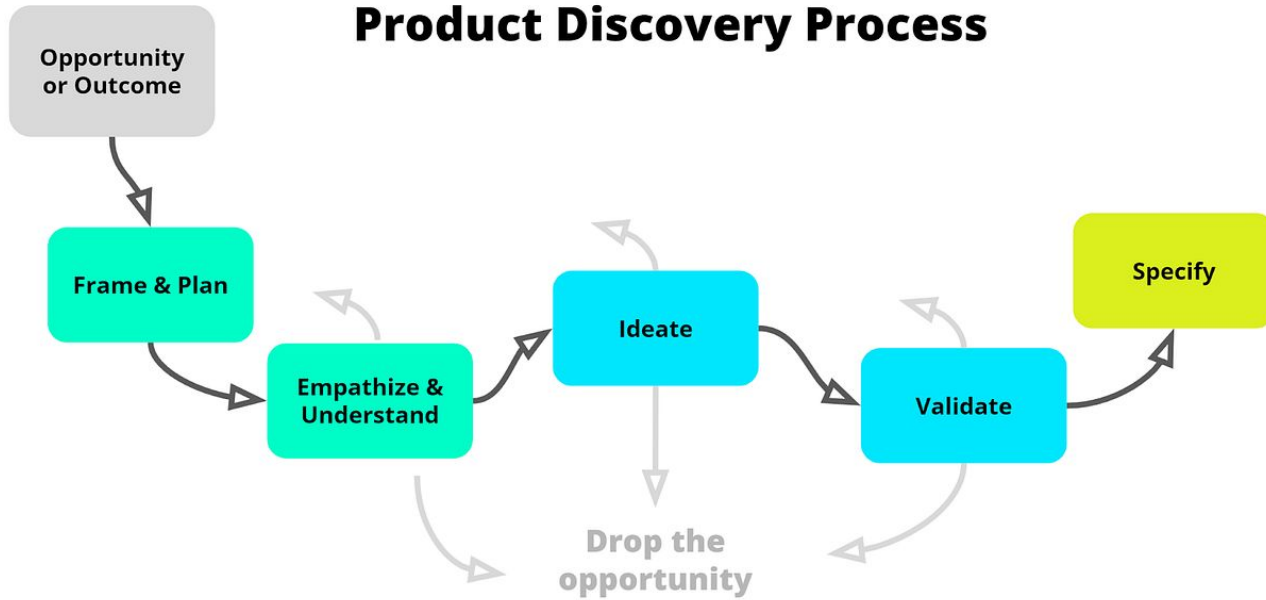 Product Discovery Process
Opportunity
or Outcome
Frame & Plan
Empathize &
Understand
Ideate
Validate
Specify
Drop the
opportunity